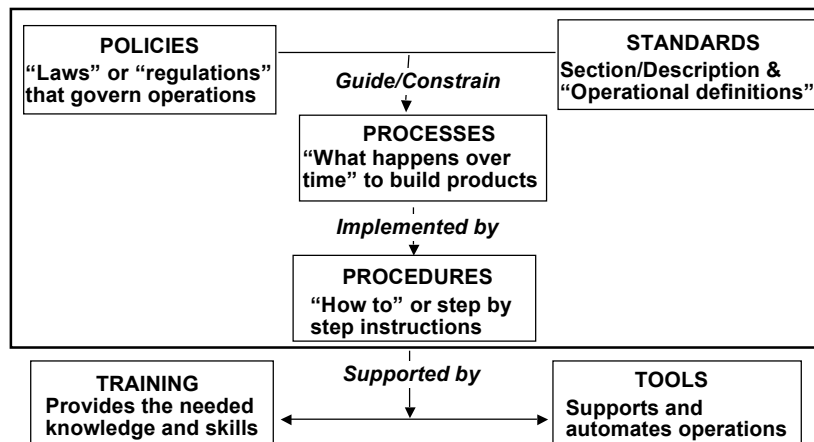 POLICIES
“Laws” or “regulations”
that govern operations
STANDARDS
Section/Description &
“Operational definitions”
Guide/Constrain
PROCESSES
“What happens over
time” to build products
Implemented by
PROCEDURES
“How to” or step by
step instructions
Supported by
TRAINING
Provides the needed
knowledge and skills
TOOLS
Supports and
automates operations